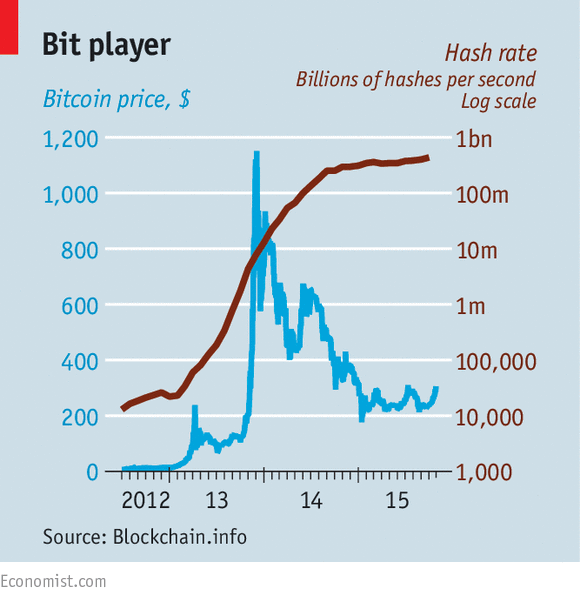 Bit player
Hash rate
Billions of hashes per second
Log scale
Bitcoin price, $
1,200
1,000
800
600
400
200
0
1bn
100m
10m
1m
100,000
10,000
1,000
2012 13 14 15
Source: Blockchain.info
Economist.com